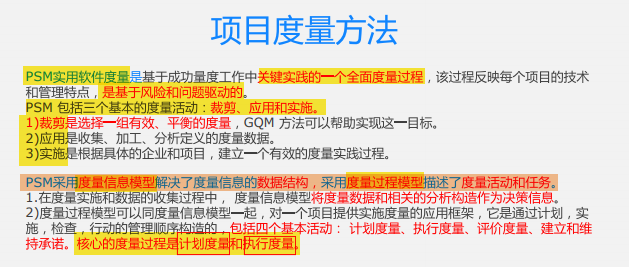 项目度量方法
PSM实用软件度量是基于成功量度工作中关键实践的一个全面度量过程，该过程反映每个项目的技术
和管理特点，是基于风险和问题驱动的。
PSM 包括三个基本的度量活动：裁剪、应用和实施。
1)裁剪是选择一组有效、平衡的度量，GQM 方法可以帮助实现这一目标。
2)应用是收集、加工、分析定义的度量数据。
3)实施是根据具体的企业和项目，建立一个有效的度量实践过程。
PSM采用度量信息模型解决了度量信息的数据结构，采用度量过程模型描述了度量活动和任务。
1.在度量实施和数据的收集过程中， 度量信息模型将度量数据和相关的分析构造作为决策信息。
2)度量过程模型可以同度量信息模型一起，对一个项目提供实施度量的应用框架，它是通过计划，实
施，检查，行动的管理顺序构造的，包括四个基本活动： 计划度量、执行度量、评价度量、建立和维
持承诺。核心的度量过程是计划度量和执行度量。